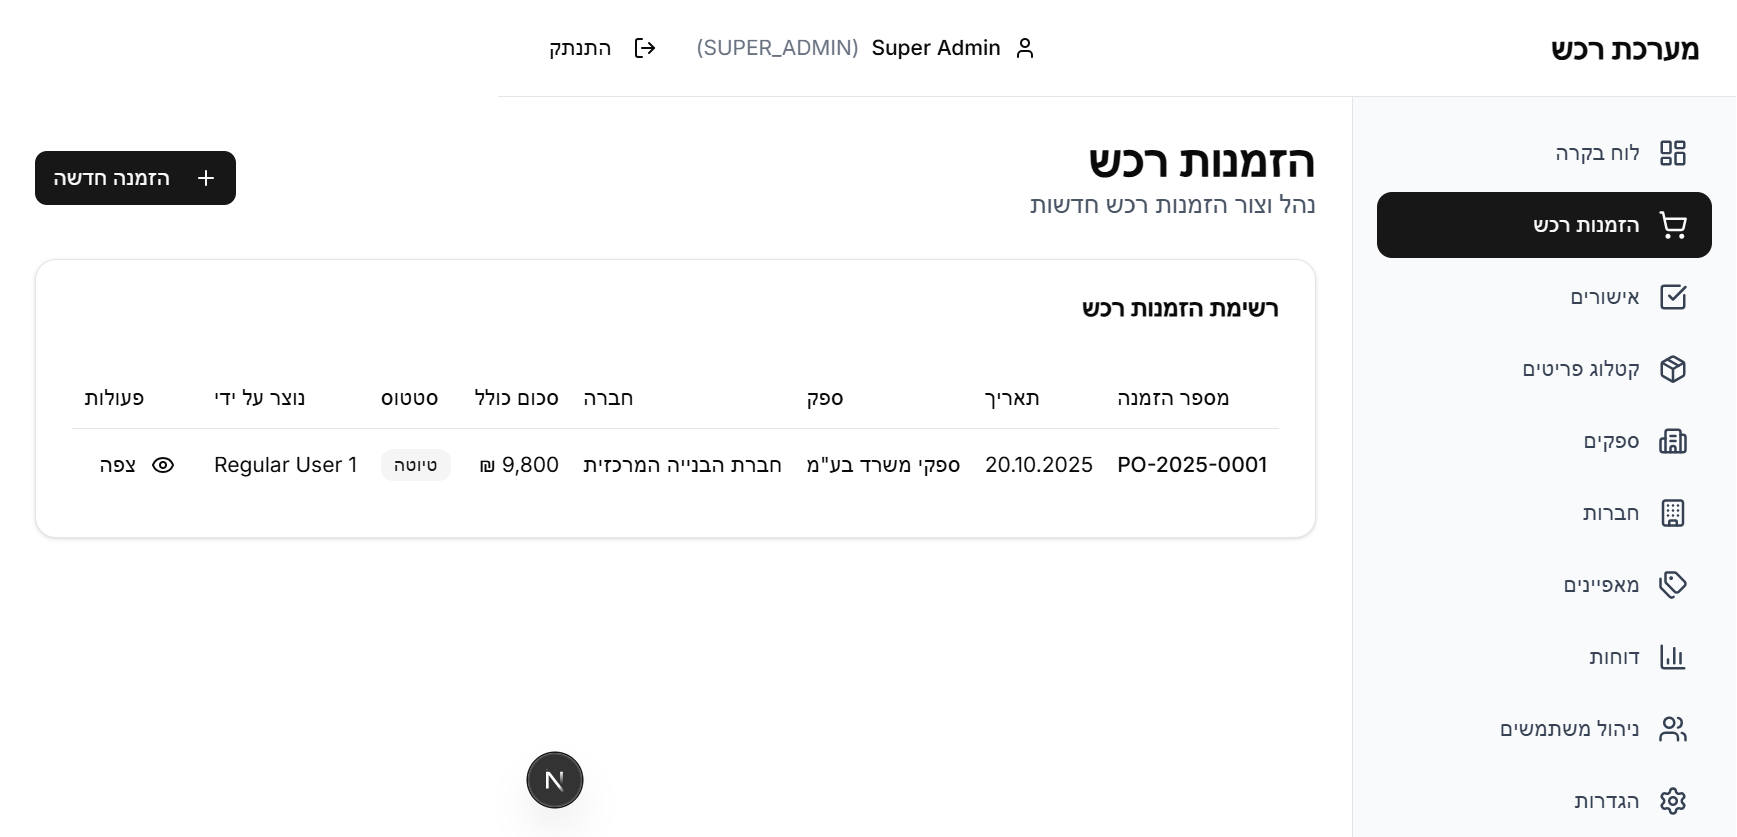 מערכת רכש
Super Admin (SUPER_ADMIN) התנתק
לוח בקרה
הזמנות רכש
אישורים
קטלוג פריטים
ספקים
חברות
מאפיינים
דוחות
ניהול משתמשים
הגדרות
הזמנות רכש
נהל וצור הזמנות רכש חדשות
הזמנה חדשה
רשימת הזמנות רכש
מספר הזמנה תאריך ספק חברה סכום כולל סטטוס נוצר על ידי פעולות
PO-2025-0001 20.10.2025 ספקי משרד בע"מ חברת הבנייה המרכזית 9,800 ₪ טיוטה Regular User 1 צפה
N